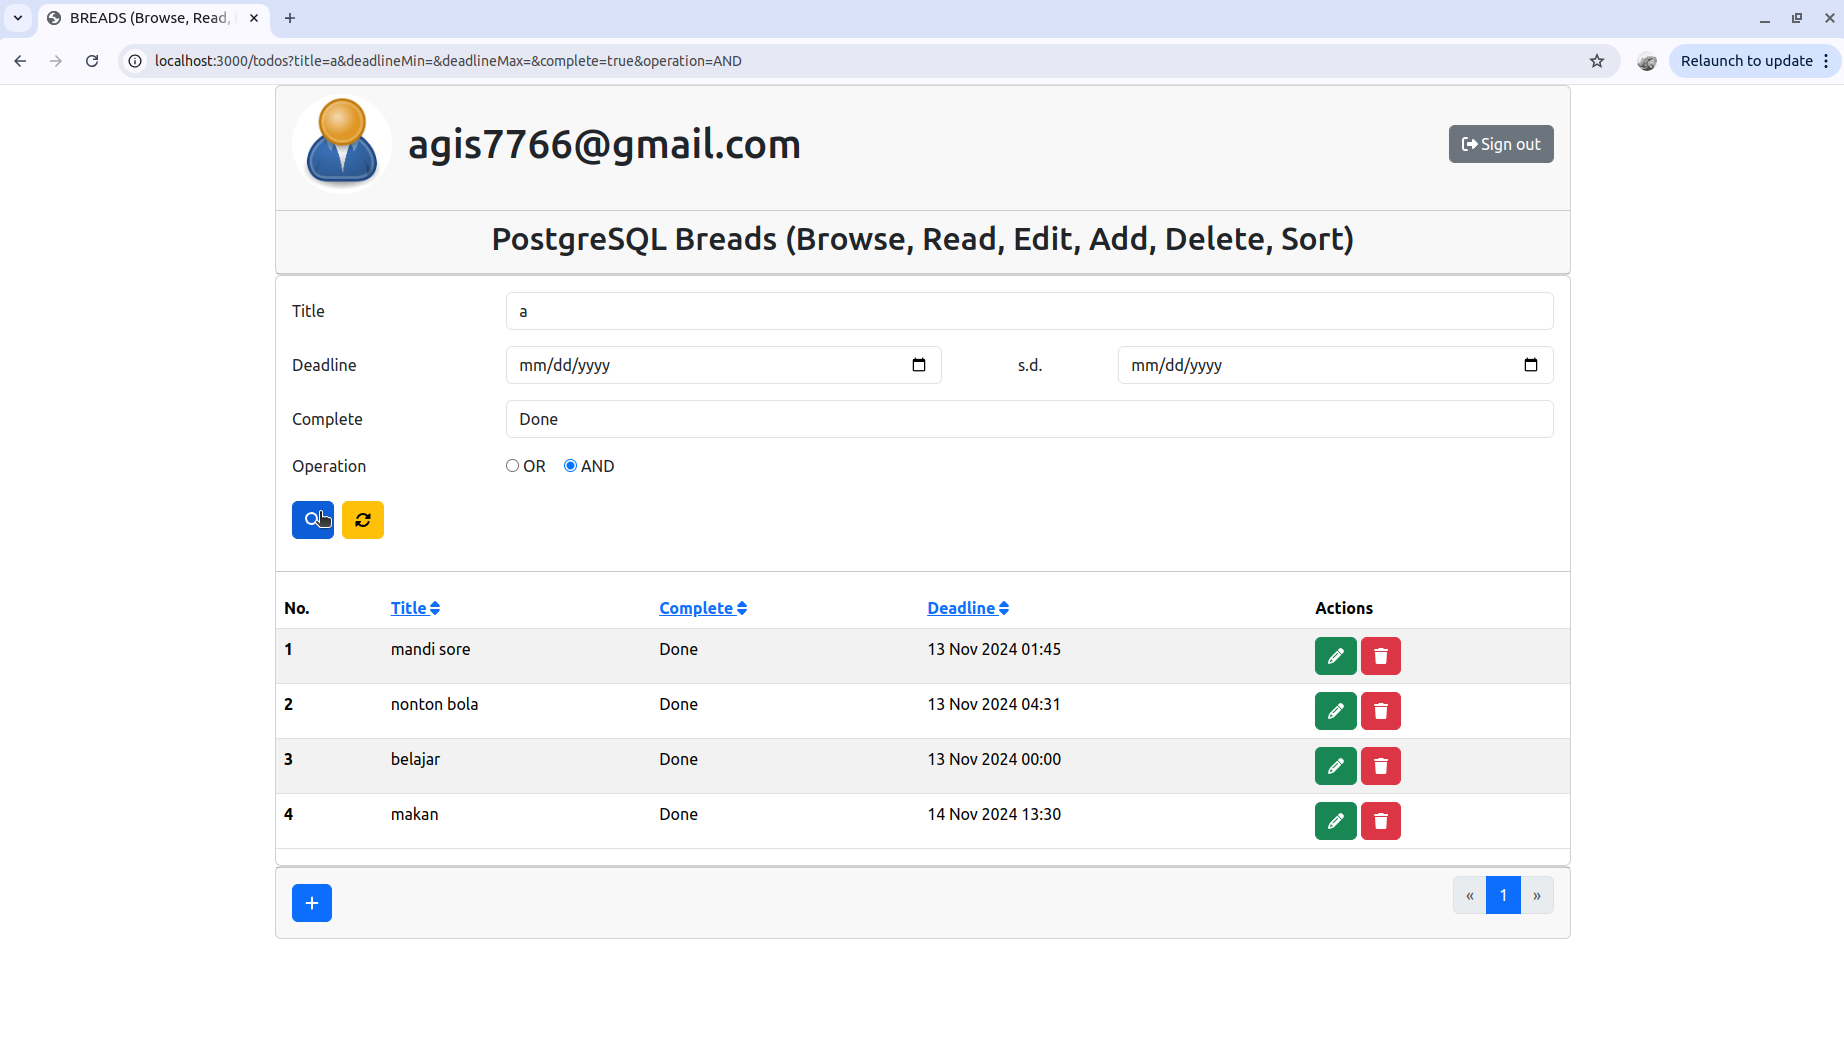 BREADS (Browse, Read,
localhost:3000/todos?title=a&deadlineMin=&deadlineMax=&complete=true&operation=AND
Relaunch to update
agis7766@gmail.com
Sign out
PostgreSQL Breads (Browse, Read, Edit, Add, Delete, Sort)
Title a
Deadline mm/dd/yyyy s.d. mm/dd/yyyy
Complete Done
Operation OR AND
No. Title Complete Deadline Actions
1 mandi sore Done 13 Nov 2024 01:45
2 nonton bola Done 13 Nov 2024 04:31
3 belajar Done 13 Nov 2024 00:00
4 makan Done 14 Nov 2024 13:30
« 1 »